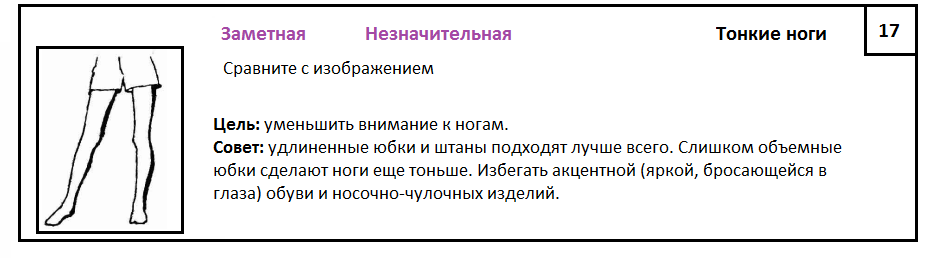 Заметная Незначительная Тонкие ноги 17
Сравните с изображением
Цель: уменьшить внимание к ногам.
Совет: удлиненные юбки и штаны подходят лучше всего. Слишком объемные
юбки сделают ноги еще тоньше. Избегать акцентной (яркой, бросающейся в
глаза) обуви и носочно-чулочных изделий.